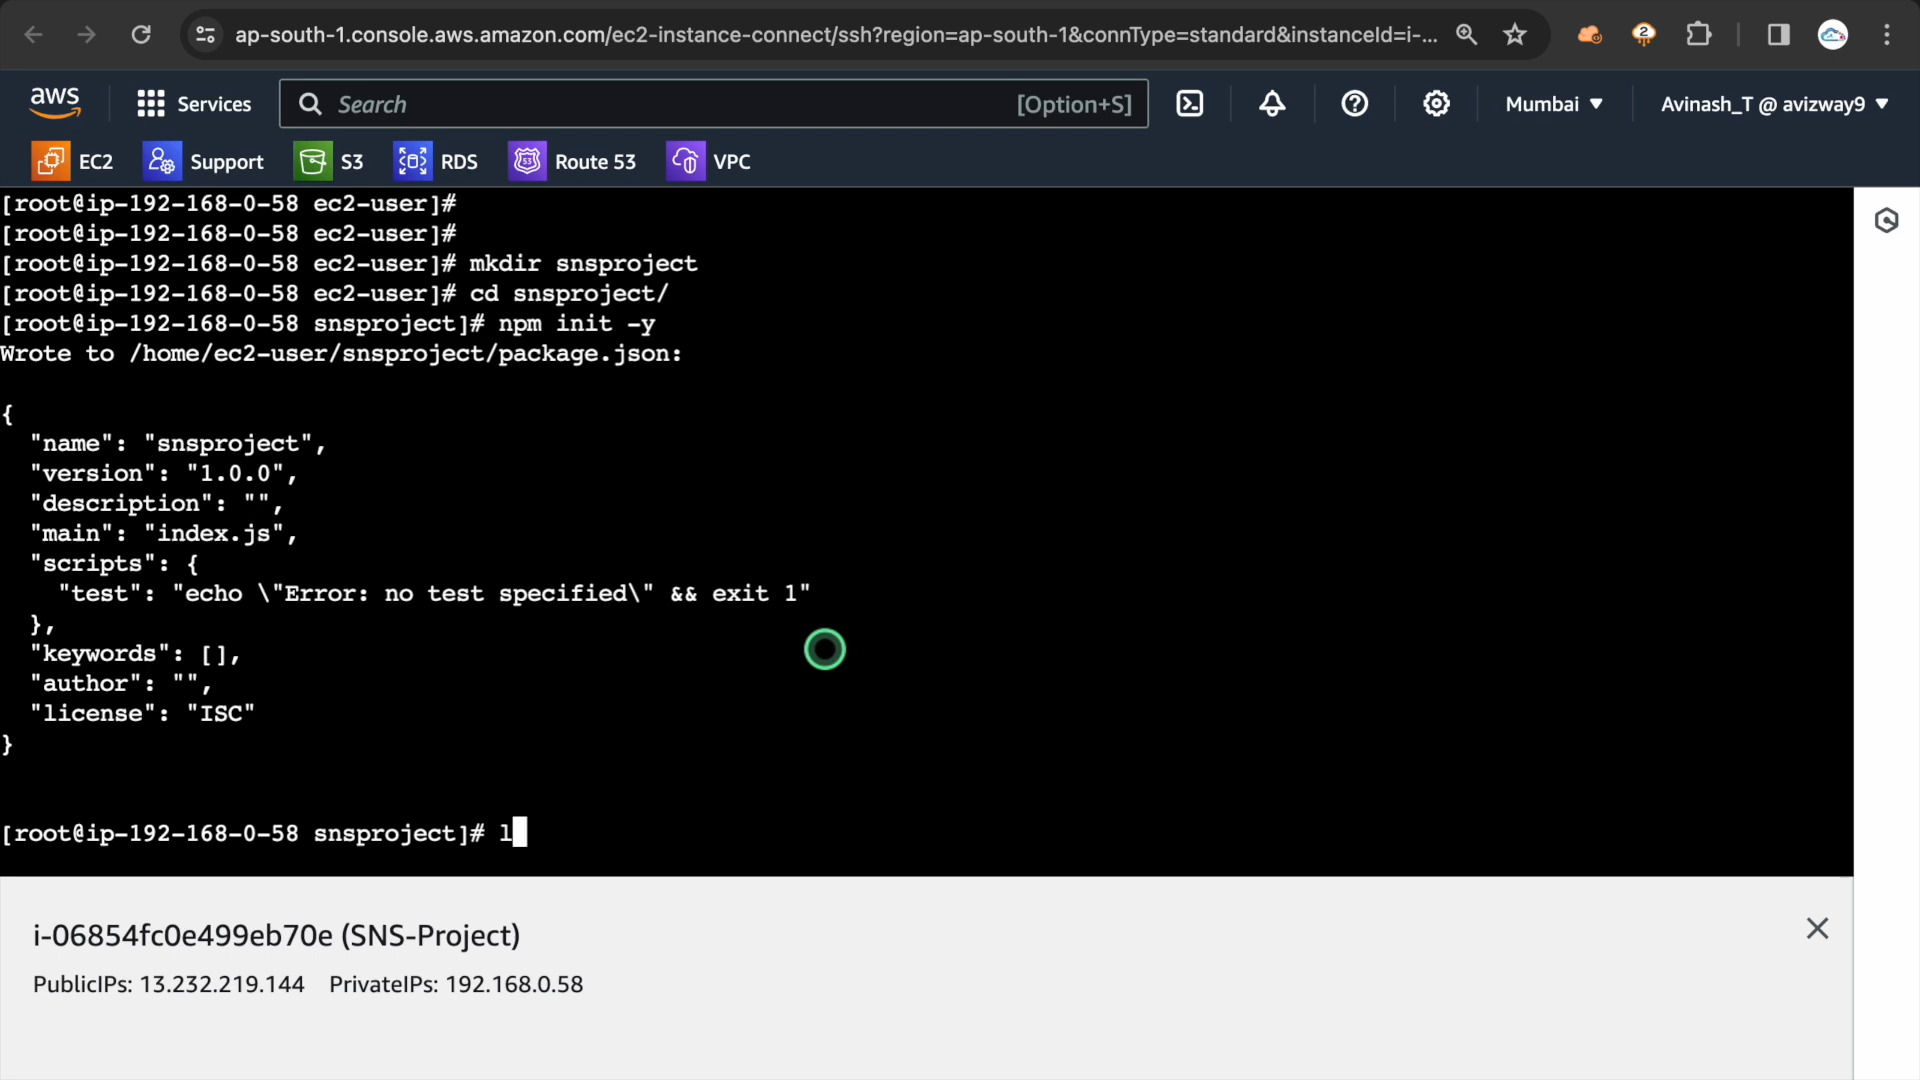 ap-south-1.console.aws.amazon.com/ec2-instance-connect/ssh?region=ap-south-1&connType=standard&instanceId=i-...
2
aws
Services
Search
[Option+S]
Mumbai
Avinash_T @ avizway9
EC2
Support
S3
RDS
53
Route 53
VPC
[root@ip-192-168-0-58 ec2-user]#
[root@ip-192-168-0-58 ec2-user]#
[root@ip-192-168-0-58 ec2-user]# mkdir snsproject
[root@ip-192-168-0-58 ec2-user]# cd snsproject/
[root@ip-192-168-0-58 snsproject]# npm init -y
Wrote to /home/ec2-user/snsproject/package.json:
{
"name": "snsproject",
"version": "1.0.0",
"description": "",
"main": "index.js",
"scripts": {
"test": "echo \"Error: no test specified\" && exit 1"
},
"keywords": [],
"author": "",
"license": "ISC"
}
[root@ip-192-168-0-58 snsproject]# l
i-06854fc0e499eb70e (SNS-Project)
PublicIPs: 13.232.219.144 PrivateIPs: 192.168.0.58